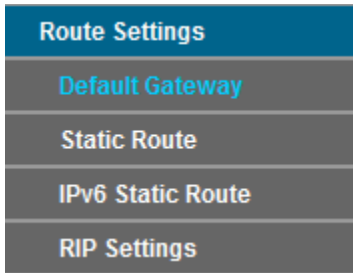 Route Settings
Default Gateway
Static Route
IPv6 Static Route
RIP Settings